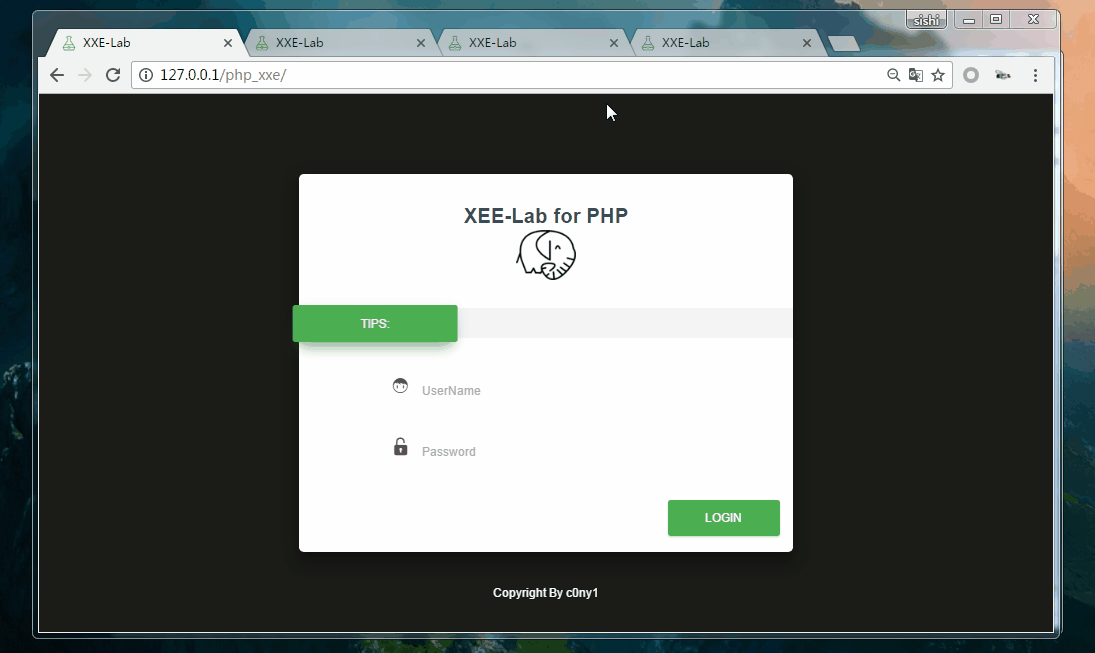 sishi
XXE-Lab
XXE-Lab
XXE-Lab
XXE-Lab
127.0.0.1/php_xxe/
XEE-Lab for PHP
TIPS:
UserName
Password
LOGIN
Copyright By c0ny1